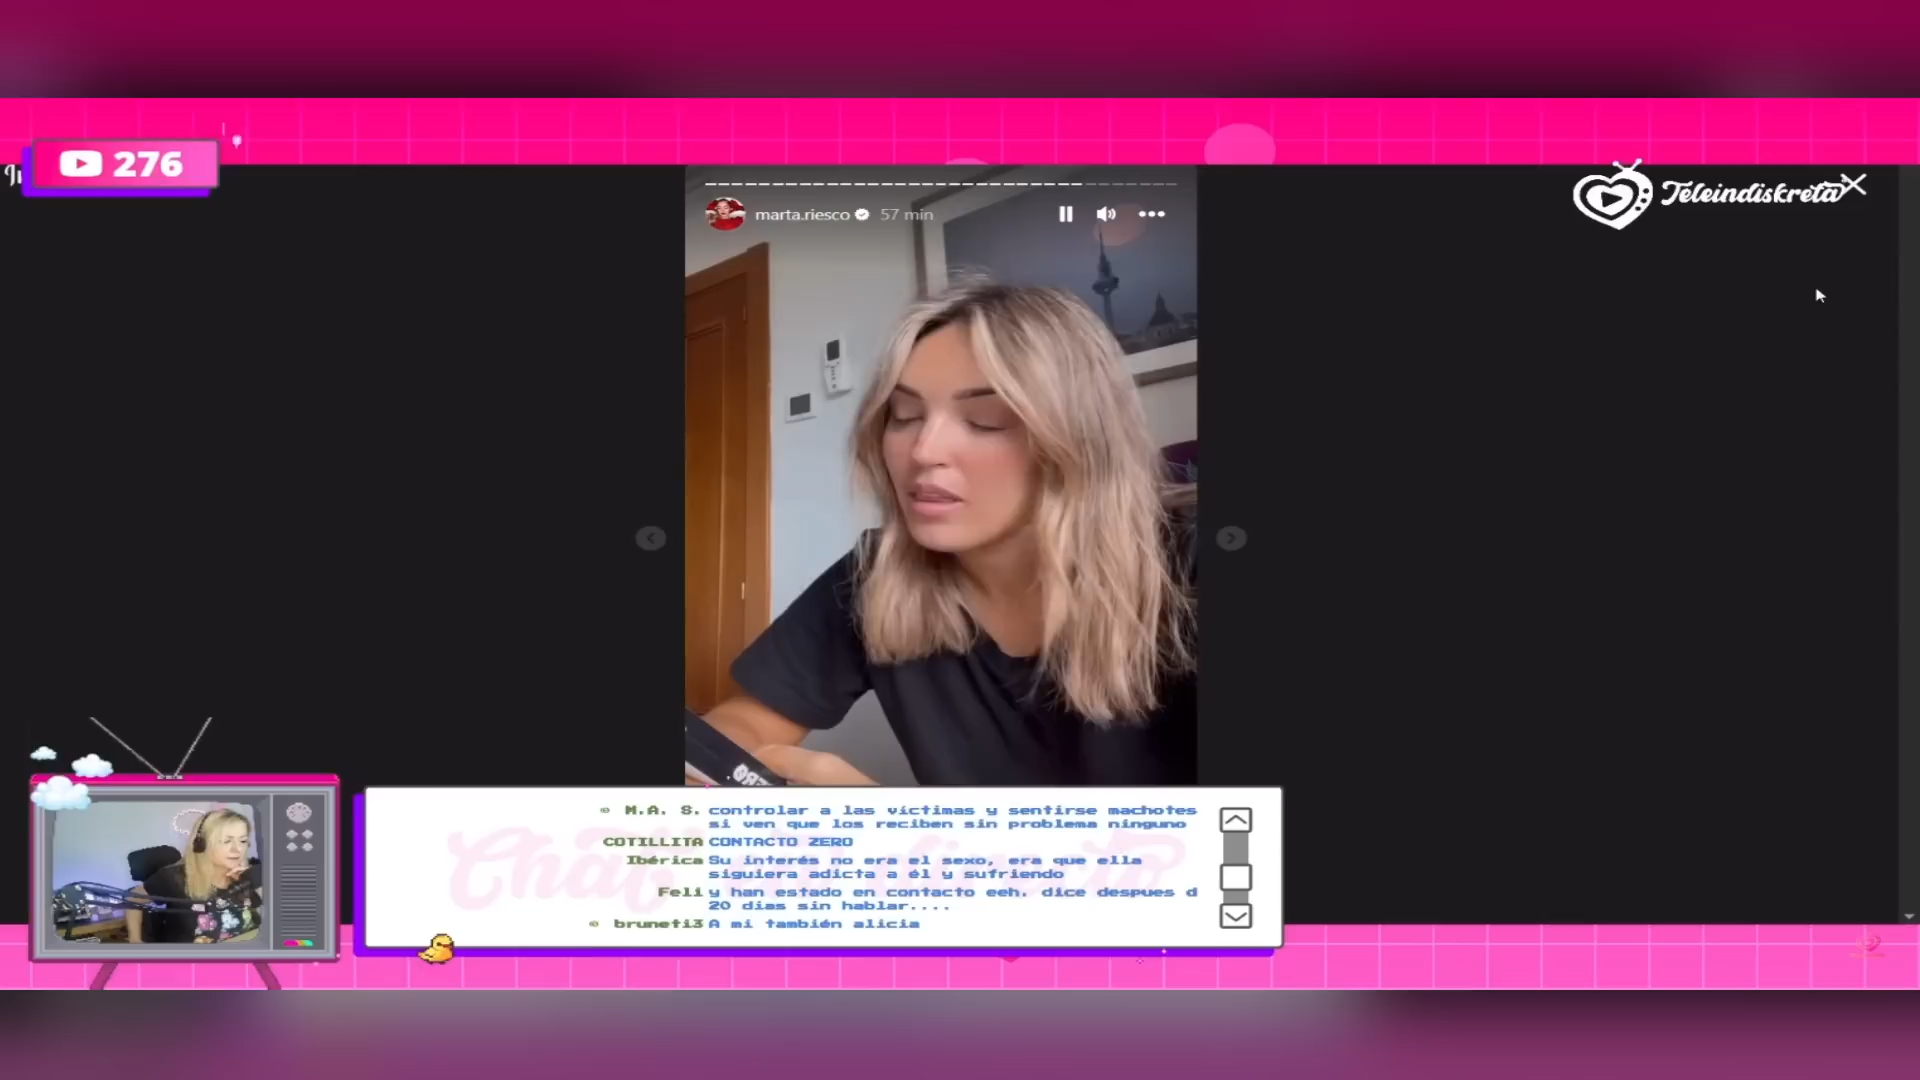 276
Teleindiskreta
marta.riesco 57 min
M.A. S. controlar a las víctimas y sentirse machotes
si ven que los reciben sin problema ninguno
COTILLITA CONTACTO ZERO
Ibérica Su interés no era el sexo, era que ella
siguiera adicta a él y sufriendo
Feli y han estado en contacto eeh. dice despues d
20 dias sin hablar....
bruneti3 A mi también alicia